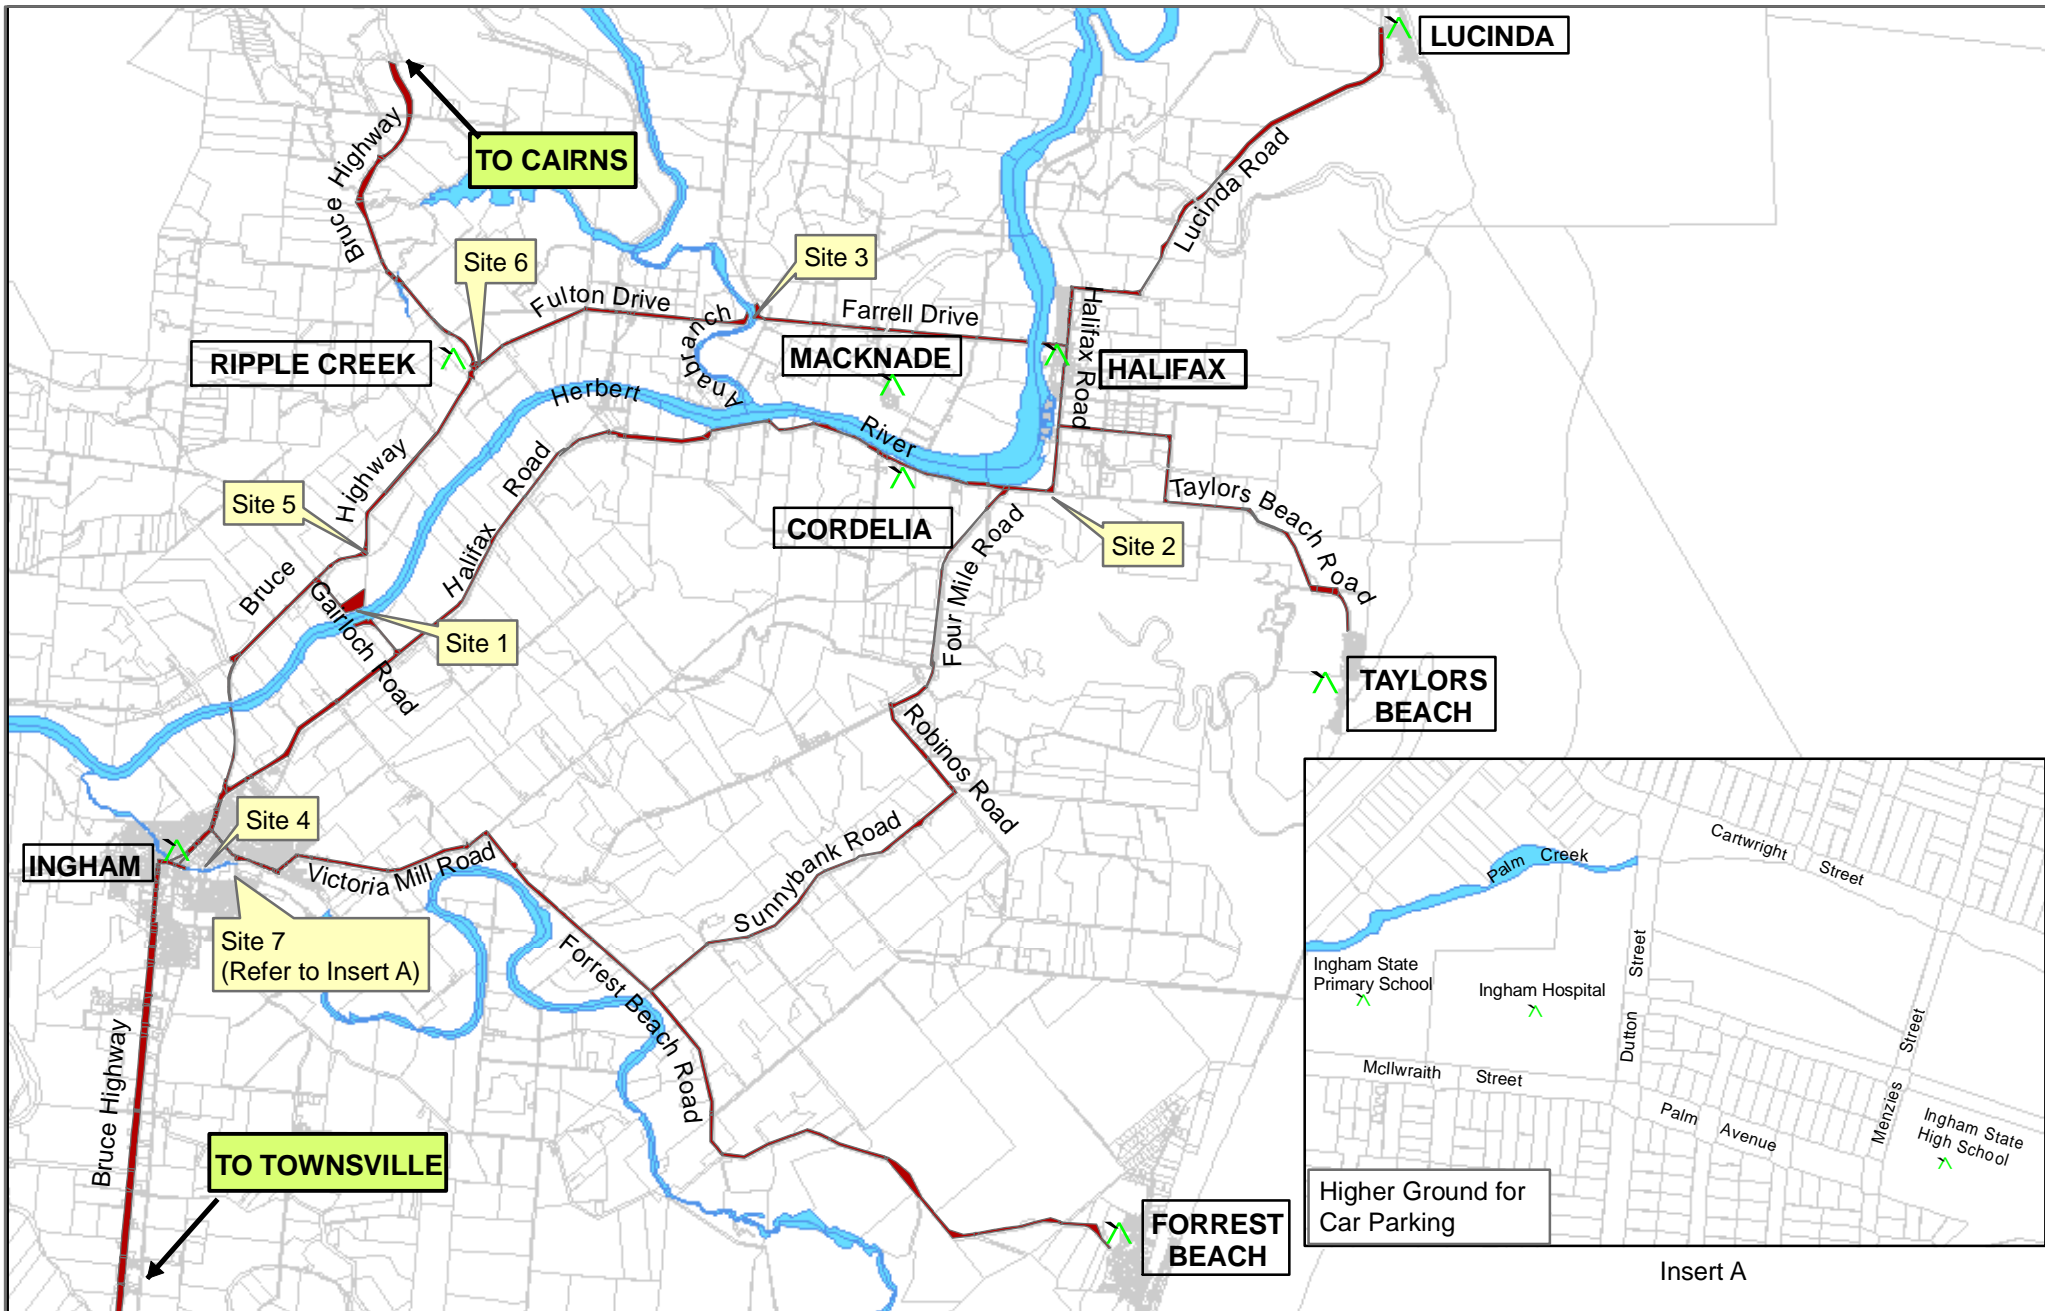 LUCINDA
TO CAIRNS
Bruce Highway
Lucinda Road
Site 6
Site 3
Fulton Drive
Farrell Drive
Halifax Road
Anabranch
RIPPLE CREEK
MACKNADE
HALIFAX
Herbert
River
Highway
Road
Site 5
Taylors Beach Road
CORDELIA
Site 2
Four Mile Road
Halifax
Bruce
Gairloch Road
Site 1
TAYLORS
BEACH
Robinos Road
Site 4
Sunnybank Road
INGHAM
Victoria Mill Road
Site 7
(Refer to Insert A)
Forrest Beach Road
Bruce Highway
TO TOWNSVILLE
FORREST
BEACH
Cartwright
Street
Palm Creek
Street
Ingham State
Primary School
Ingham Hospital
Dutton
Street
McIlwraith Street
Palm Avenue
Menzies
Ingham State
High School
Higher Ground for
Car Parking
Insert A